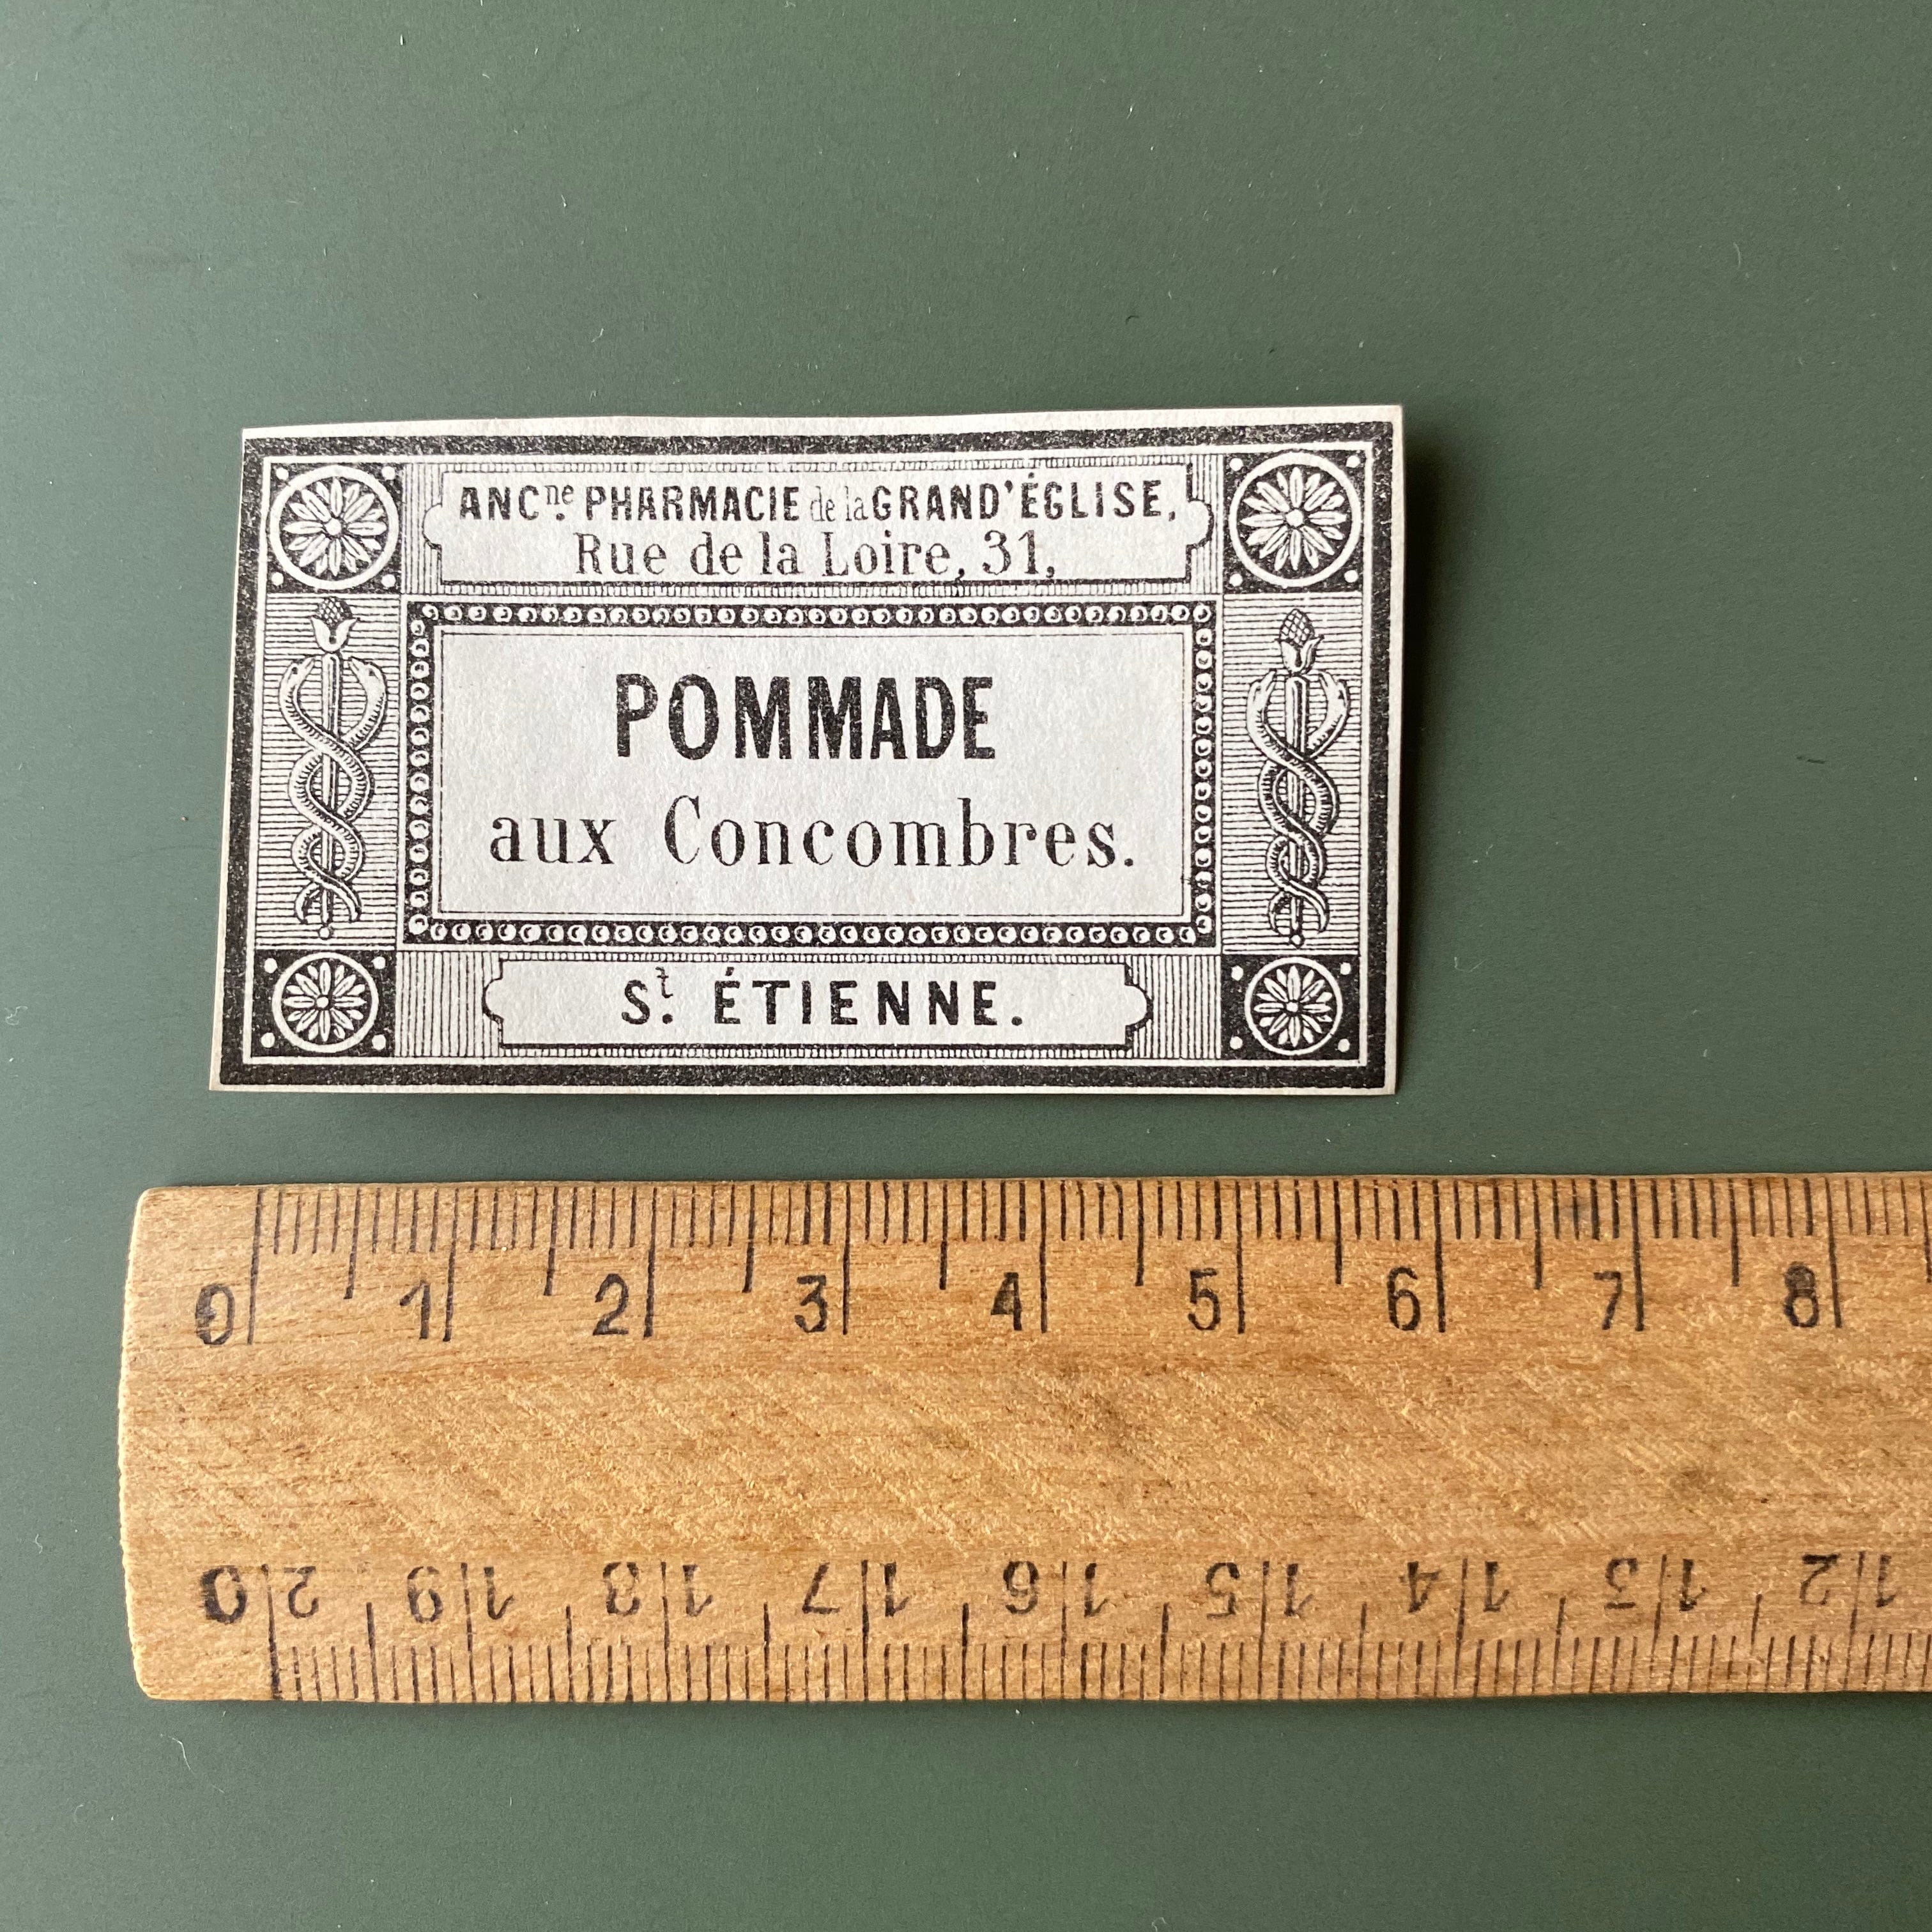 ANCⁿᵉ. PHARMACIE de la GRAND'ÉGLISE,
Rue de la Loire, 31,
POMMADE
aux Concombres.
Sᵗ. ÉTIENNE.
0 1 2 3 4 5 6 7 8
20 19 18 17 16 15 14 13 12